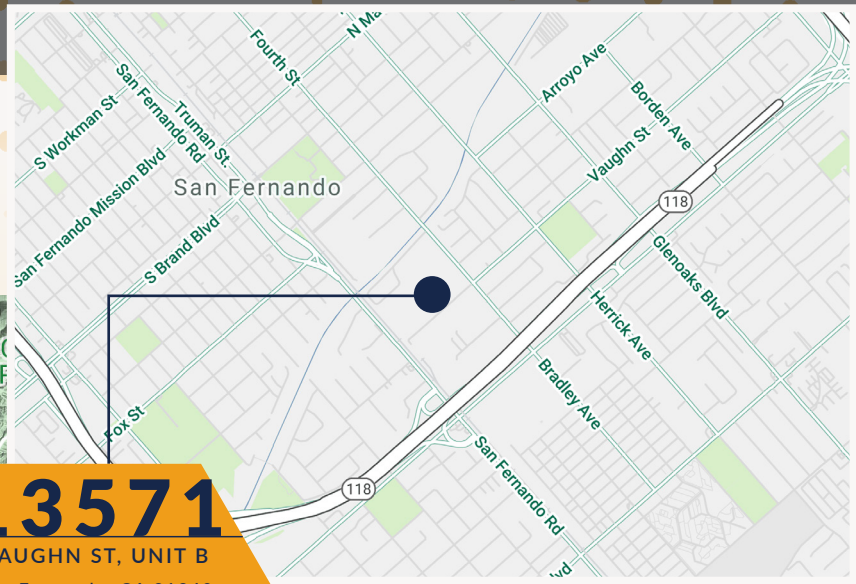 Fourth St
N Ma
Arroyo Ave
San Fernando Rd
Truman St.
Borden Ave
S Workman St
Vaughn St
San Fernando
San Fernando Mission Blvd
118
S Brand Blvd
Glenoaks Blvd
Herrick Ave
Bradley Ave
Fox St
San Fernando Rd
118
3571
AUGHN ST, UNIT B